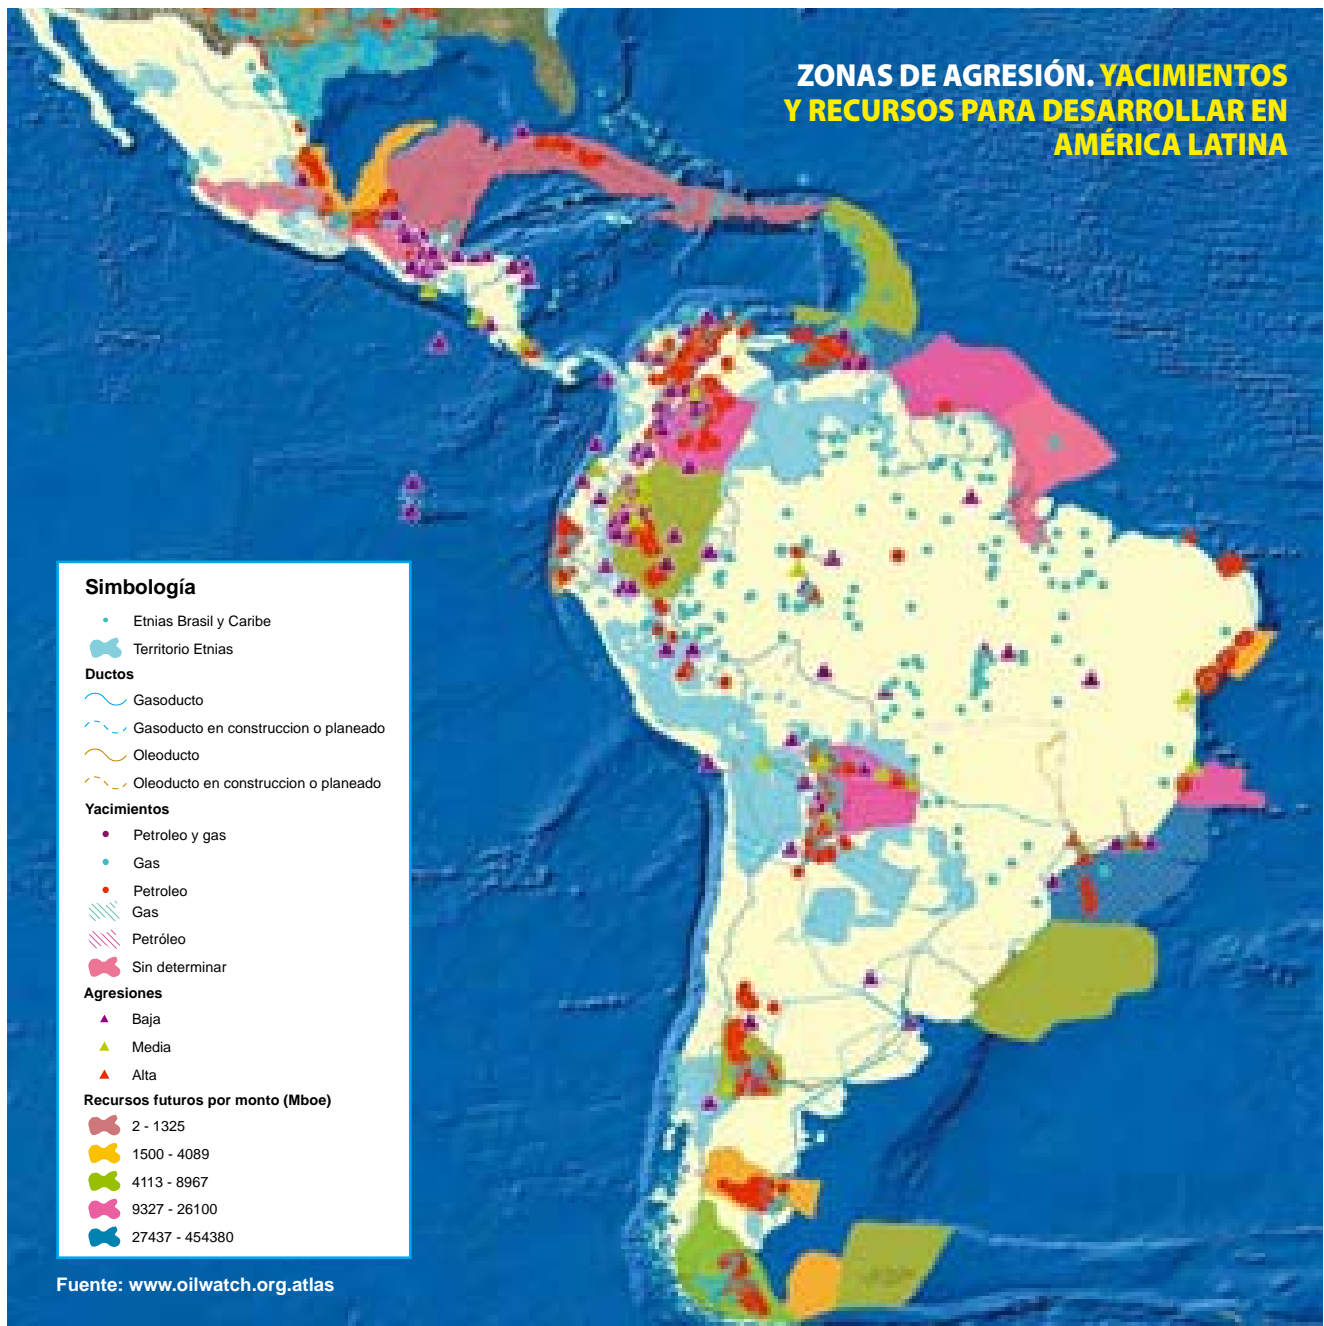 ZONAS DE AGRESIÓN. YACIMIENTOS
Y RECURSOS PARA DESARROLLAR EN
AMÉRICA LATINA
Simbología
Etnias Brasil y Caribe
Territorio Etnias
Ductos
Gasoducto
Gasoducto en construccion o planeado
Oleoducto
Oleoducto en construccion o planeado
Yacimientos
Petroleo y gas
Gas
Petroleo
Gas
Petróleo
Sin determinar
Agresiones
Baja
Media
Alta
Recursos futuros por monto (Mboe)
2 - 1325
1500 - 4089
4113 - 8967
9327 - 26100
27437 - 454380
Fuente: www.oilwatch.org.atlas